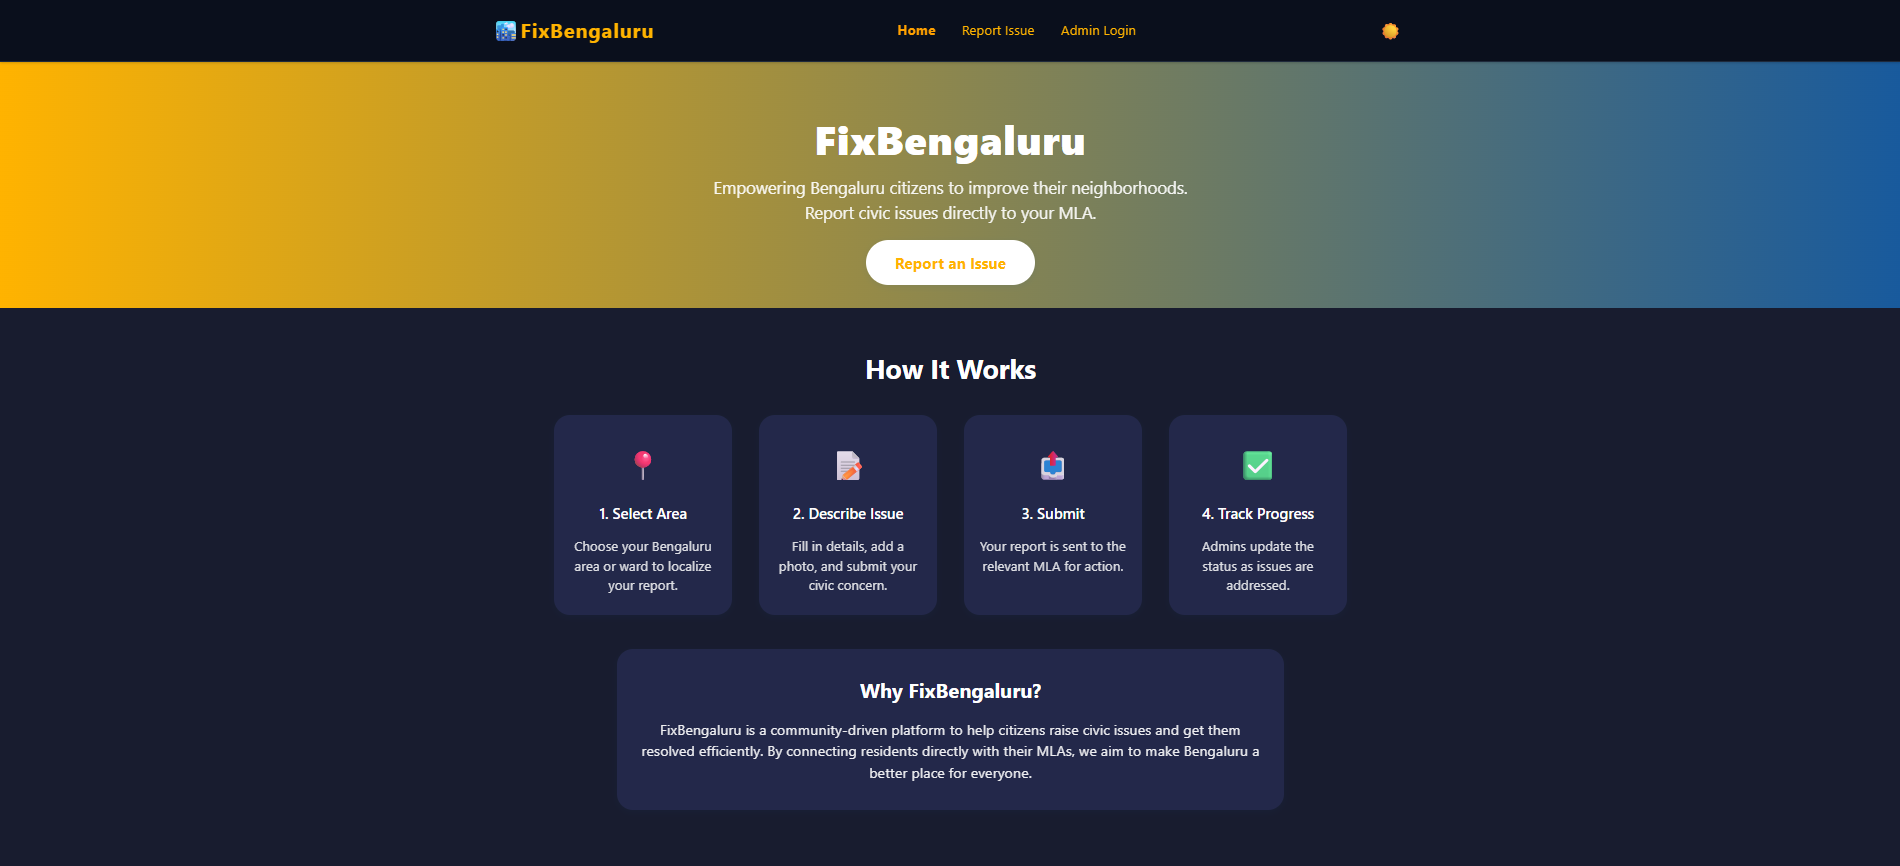 FixBengaluru
Home
Report Issue
Admin Login
FixBengaluru
Empowering Bengaluru citizens to improve their neighborhoods.
Report civic issues directly to your MLA.
Report an Issue
How It Works
1. Select Area
Choose your Bengaluru
area or ward to localize
your report.
2. Describe Issue
Fill in details, add a
photo, and submit your
civic concern.
3. Submit
Your report is sent to the
relevant MLA for action.
4. Track Progress
Admins update the
status as issues are
addressed.
Why FixBengaluru?
FixBengaluru is a community-driven platform to help citizens raise civic issues and get them
resolved efficiently. By connecting residents directly with their MLAs, we aim to make Bengaluru a
better place for everyone.